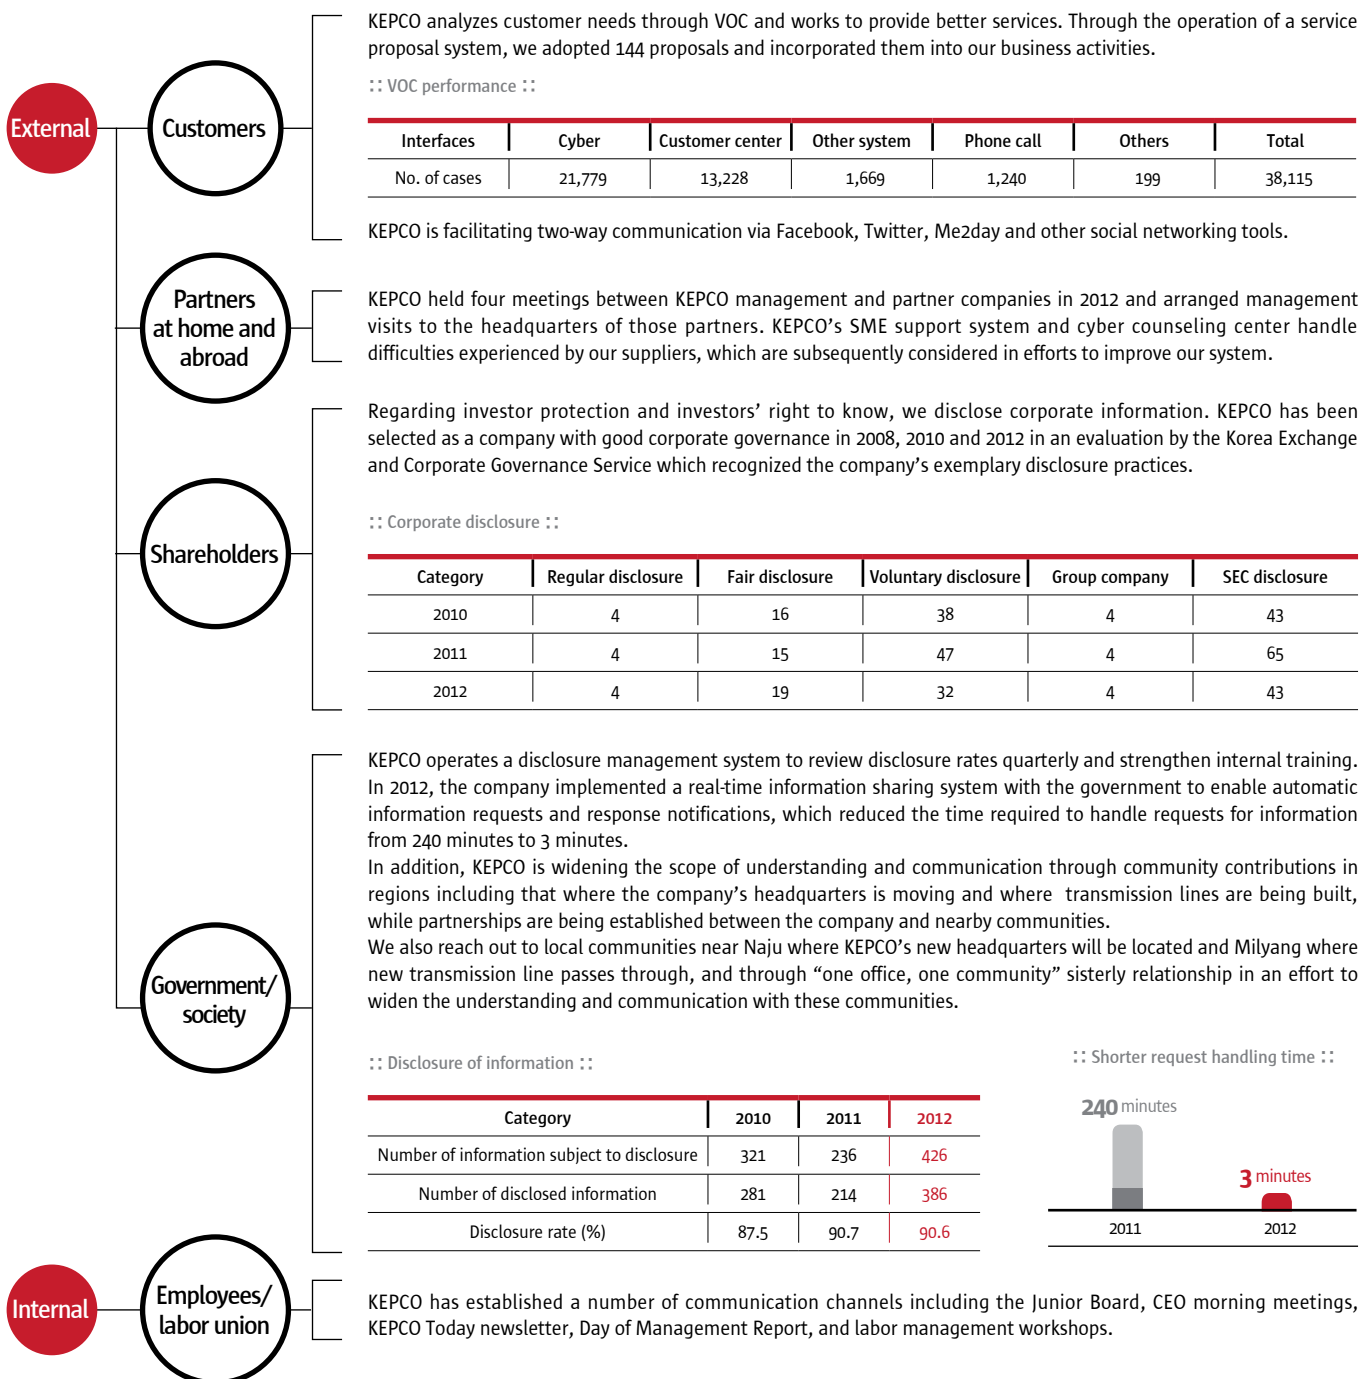 External
Customers
KEPCO analyzes customer needs through VOC and works to provide better services. Through the operation of a service
proposal system, we adopted 144 proposals and incorporated them into our business activities.
:: VOC performance ::
Interfaces Cyber Customer center Other system Phone call Others Total
No. of cases 21,779 13,228 1,669 1,240 199 38,115
KEPCO is facilitating two-way communication via Facebook, Twitter, Me2day and other social networking tools.
Partners
at home and
abroad
KEPCO held four meetings between KEPCO management and partner companies in 2012 and arranged management
visits to the headquarters of those partners. KEPCO’s SME support system and cyber counseling center handle
difficulties experienced by our suppliers, which are subsequently considered in efforts to improve our system.
Shareholders
Regarding investor protection and investors’ right to know, we disclose corporate information. KEPCO has been
selected as a company with good corporate governance in 2008, 2010 and 2012 in an evaluation by the Korea Exchange
and Corporate Governance Service which recognized the company’s exemplary disclosure practices.
:: Corporate disclosure ::
Category Regular disclosure Fair disclosure Voluntary disclosure Group company SEC disclosure
2010 4 16 38 4 43
2011 4 15 47 4 65
2012 4 19 32 4 43
Government/
society
KEPCO operates a disclosure management system to review disclosure rates quarterly and strengthen internal training.
In 2012, the company implemented a real-time information sharing system with the government to enable automatic
information requests and response notifications, which reduced the time required to handle requests for information
from 240 minutes to 3 minutes.
In addition, KEPCO is widening the scope of understanding and communication through community contributions in
regions including that where the company’s headquarters is moving and where transmission lines are being built,
while partnerships are being established between the company and nearby communities.
We also reach out to local communities near Naju where KEPCO’s new headquarters will be located and Milyang where
new transmission line passes through, and through “one office, one community” sisterly relationship in an effort to
widen the understanding and communication with these communities.
:: Disclosure of information ::
Category 2010 2011 2012
Number of information subject to disclosure 321 236 426
Number of disclosed information 281 214 386
Disclosure rate (%) 87.5 90.7 90.6
:: Shorter request handling time ::
240 minutes
3 minutes
2011 2012
Internal
Employees/
labor union
KEPCO has established a number of communication channels including the Junior Board, CEO morning meetings,
KEPCO Today newsletter, Day of Management Report, and labor management workshops.